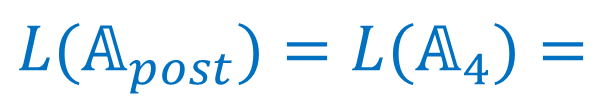 L(𝔸ₚₒₛₜ) = L(𝔸₄) =